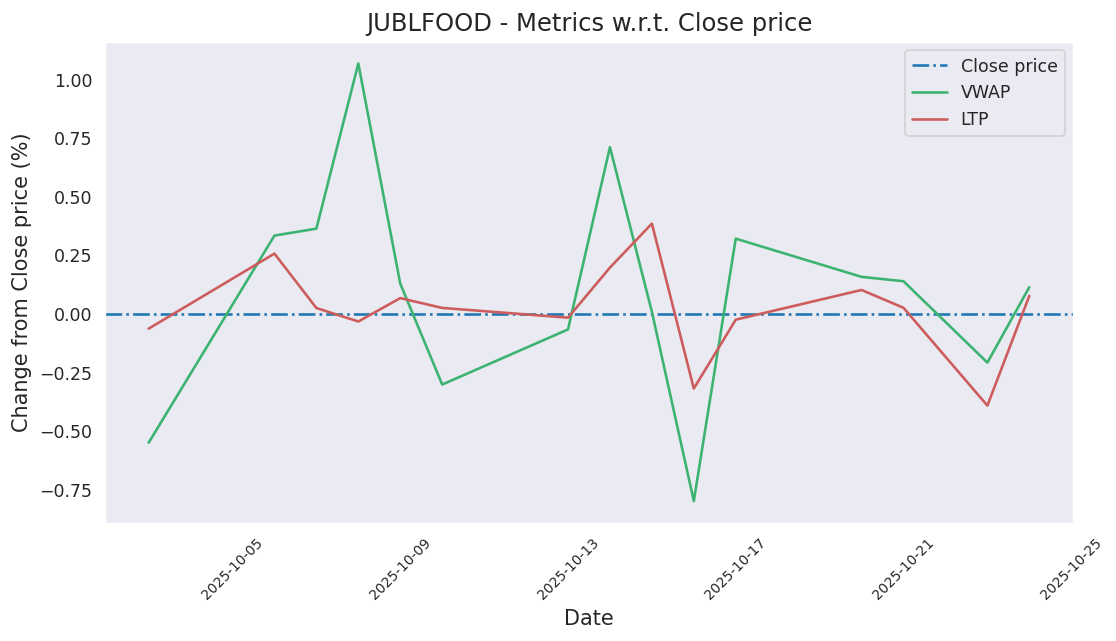 JUBLFOOD - Metrics w.r.t. Close price
Close price
VWAP
LTP
Change from Close price (%)
1.00
0.75
0.50
0.25
0.00
−0.25
−0.50
−0.75
2025-10-05
2025-10-09
2025-10-13
2025-10-17
2025-10-21
2025-10-25
Date